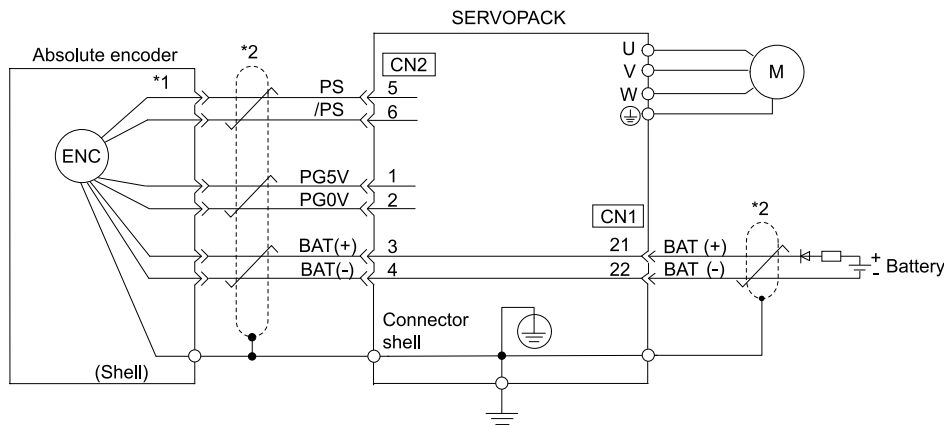 SERVOPACK
Absolute encoder
*2
*1
CN2
U
V
W
M
PS 5
/PS 6
ENC
PG5V 1
PG0V 2
CN1
*2
BAT(+) 3 21 BAT (+)
BAT(-) 4 22 BAT (-)
+
-
Battery
Connector
shell
(Shell)